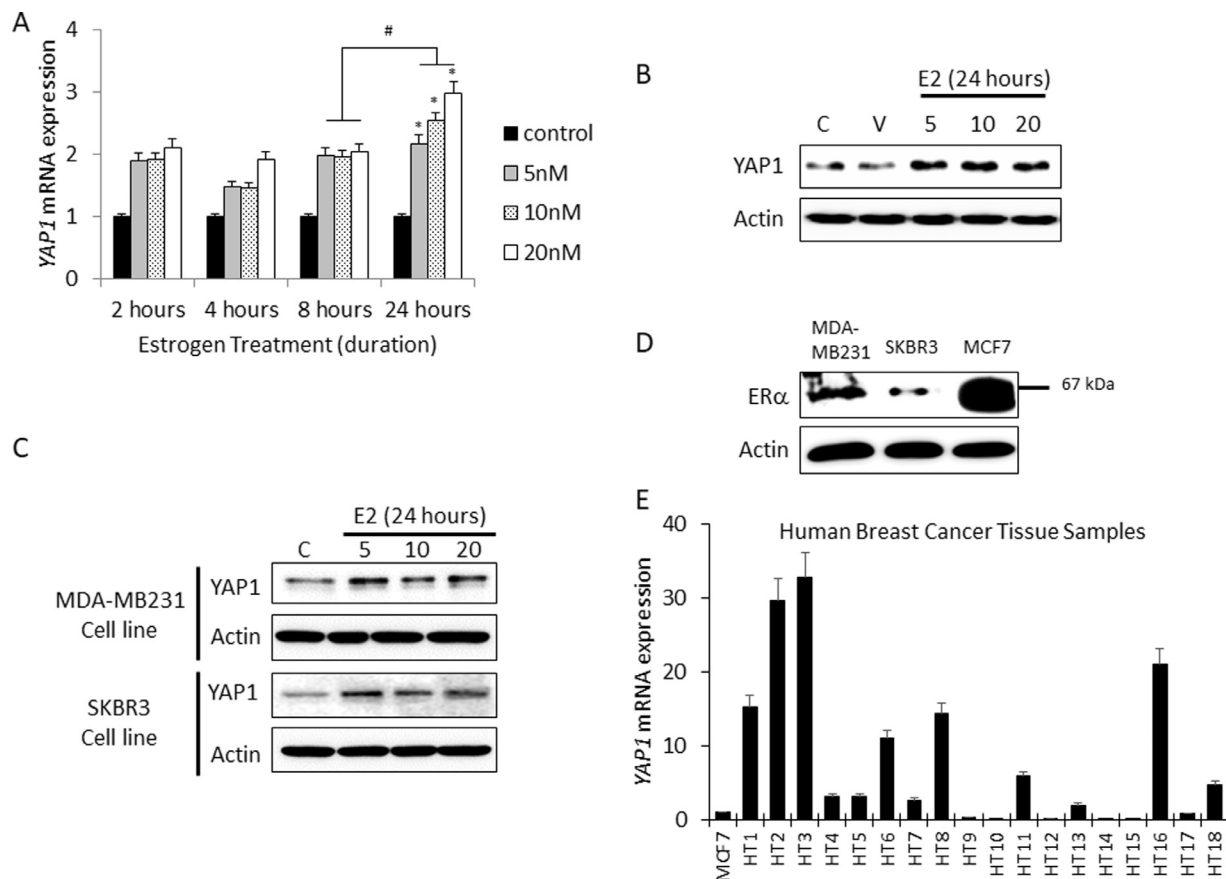 A
YAP1 mRNA expression
4
3
2
1
0
#
*
*
*
control
5nM
10nM
20nM
2 hours
4 hours
8 hours
24 hours
Estrogen Treatment (duration)
B
E2 (24 hours)
C V 5 10 20
YAP1
Actin
D
MDA-
MB231
SKBR3
MCF7
ERα
67 kDa
Actin
C
E2 (24 hours)
C 5 10 20
MDA-MB231
Cell line
YAP1
Actin
SKBR3
Cell line
YAP1
Actin
E
Human Breast Cancer Tissue Samples
YAP1 mRNA expression
40
30
20
10
0
MCF7
HT1
HT2
HT3
HT4
HT5
HT6
HT7
HT8
HT9
HT10
HT11
HT12
HT13
HT14
HT15
HT16
HT17
HT18